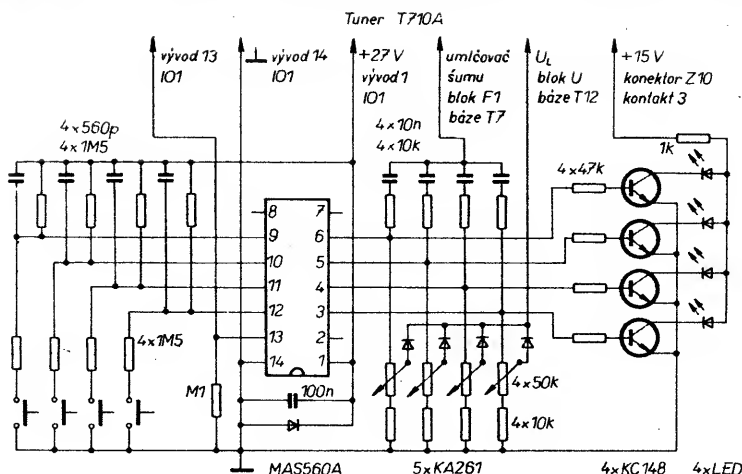 Tuner T710A
vývod 13
IO1
vývod 14
IO1
+27 V
vývod 1
IO1
umlčovač
šumu
blok F1
báze T7
U_L
blok U
báze T12
+15 V
konektor Z10
kontakt 3
4×560p
4×1M5
4×10n
4×10k
1k
4×47k
8
7
9
6
10
5
11
4
12
3
13
2
14
1
4×1M5
M1
100n
4×50k
4×10k
MAS560A
5×KA261
4×KC148
4×LED